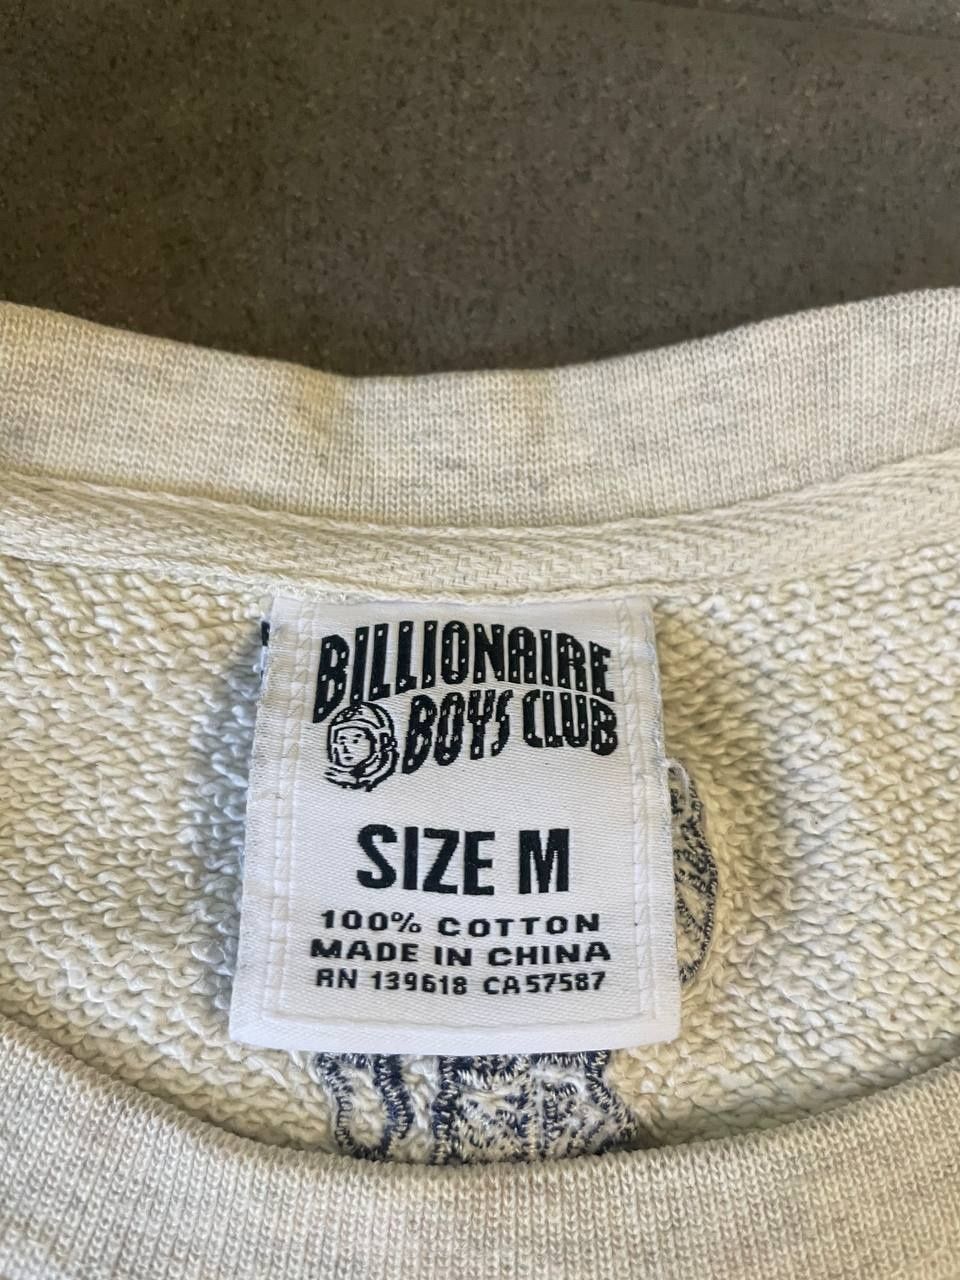 BILLIONAIRE
BOYS CLUB
SIZE M
100% COTTON
MADE IN CHINA
RN 139618 CA57587